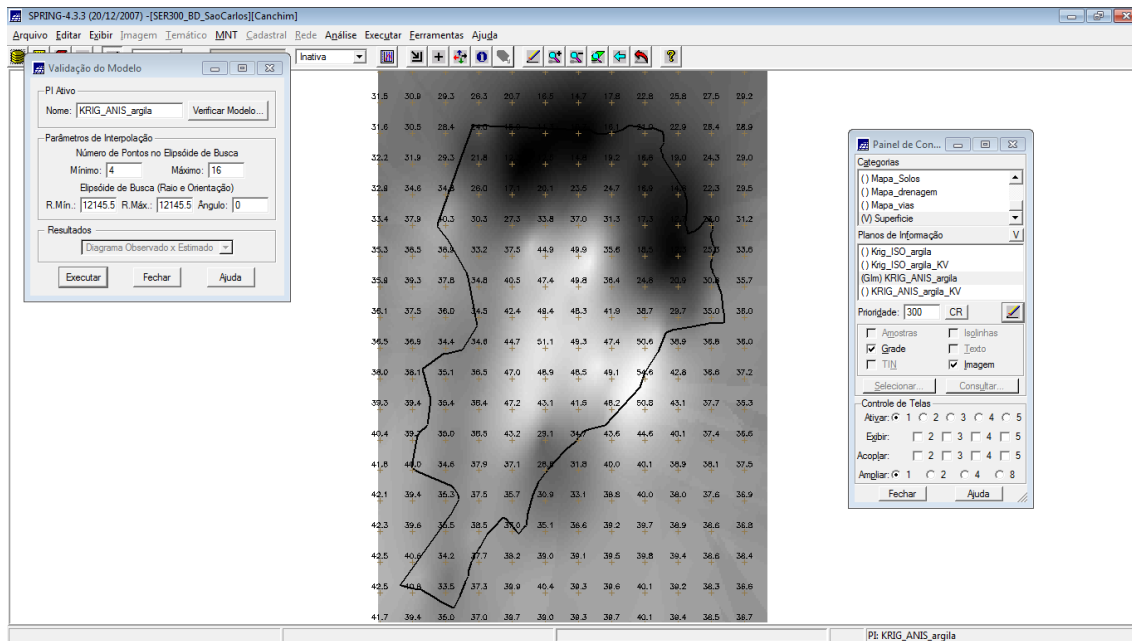 SPRING-4.3.3 (20/12/2007) -[SER300_BD_SaoCarlos][Canchim]
Arquivo Editar Exibir Imagem Temático MNT Cadastral Rede Análise Executar Ferramentas Ajuda
Inativa
Validação do Modelo
PI Ativo
Nome: KRIG_ANIS_argila Verificar Modelo...
Parâmetros de Interpolação
Número de Pontos no Elipsóide de Busca
Mínimo: 4 Máximo: 16
Elipsóide de Busca (Raio e Orientação)
R.Mín.: 12145.5 R.Máx.: 12145.5 Ângulo: 0
Resultados
Diagrama Observado x Estimado
Executar Fechar Ajuda
31.5 30.9 29.3 26.3 20.7 16.5 14.7 17.8 22.8 25.8 27.5 29.2
31.6 30.5 28.4 24.0 22.9 26.4 28.9
32.2 31.9 29.3 21.8 19.2 16.6 19.0 24.3 29.0
32.9 34.6 34.8 26.0 17.1 20.1 23.5 24.7 16.9 22.3 29.5
33.4 37.9 40.3 30.3 27.3 33.8 37.0 31.3 17.3 31.2
35.3 36.5 36.9 33.2 37.5 44.9 49.9 35.6 18.5 33.6
35.9 39.3 37.8 34.8 40.5 47.4 49.8 36.4 24.6 20.9 30.8 35.7
36.1 37.5 36.0 34.5 42.4 49.4 48.3 41.9 38.7 29.7 35.0 38.0
36.5 36.9 34.4 34.6 44.7 51.1 49.3 47.4 50.6 36.9 36.8 38.0
38.0 36.1 35.1 36.5 47.0 48.9 48.5 49.1 54.6 42.8 36.6 37.2
39.3 39.4 35.4 38.4 47.2 43.1 41.6 46.2 50.8 43.1 37.7 35.3
40.4 35.0 38.5 43.2 29.1 34.7 43.6 44.6 40.1 37.4 36.6
41.8 34.6 37.9 37.1 31.8 40.0 40.1 38.9 38.1 37.5
42.1 39.4 35.3 37.5 35.7 30.9 33.1 38.8 40.0 38.0 37.6 36.9
42.3 39.6 35.5 38.5 37.0 35.1 36.6 39.2 39.7 38.9 36.6 36.8
42.5 40.6 34.2 37.7 38.2 39.0 39.1 39.5 39.8 39.4 38.6 38.4
42.5 40.8 33.5 37.3 39.9 40.4 39.3 39.6 40.1 39.2 38.3 38.6
41.7 39.4 35.0 37.0 39.7 39.0 39.3 39.7 40.1 39.4 38.5 38.7
Painel de Con...
Categorias
( ) Mapa_Solos
( ) Mapa_drenagem
( ) Mapa_vias
(V) Superficie
Planos de Informação V
( ) Krig_ISO_argila
( ) Krig_ISO_argila_KV
(GIm) KRIG_ANIS_argila
( ) KRIG_ANIS_argila_KV
Prioridade: 300 CR
Amostras Isolinhas
Grade Texto
TIN Imagem
Selecionar... Consultar...
Controle de Telas
Ativar: 1 2 3 4 5
Exibir: 2 3 4 5
Acoplar: 2 3 4 5
Ampliar: 1 2 4 8
Fechar Ajuda
PI: KRIG_ANIS_argila